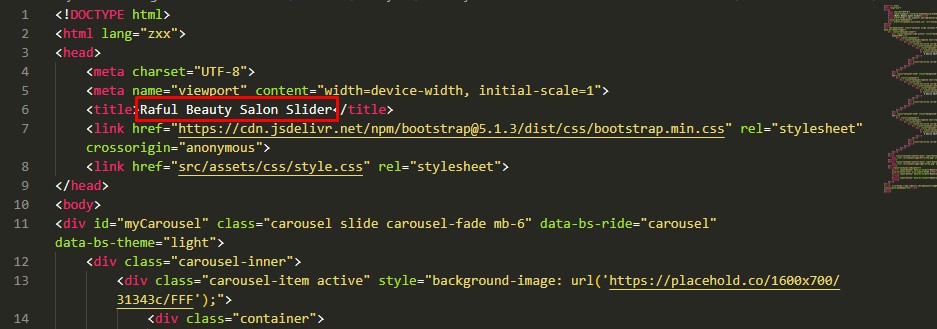 1 <!DOCTYPE html>
2 <html lang="zxx">
3 <head>
4 <meta charset="UTF-8">
5 <meta name="viewport" content="width=device-width, initial-scale=1">
6 <title>Raful Beauty Salon Slider</title>
7 <link href="https://cdn.jsdelivr.net/npm/bootstrap@5.1.3/dist/css/bootstrap.min.css" rel="stylesheet"
crossorigin="anonymous">
8 <link href="src/assets/css/style.css" rel="stylesheet">
9 </head>
10 <body>
11 <div id="myCarousel" class="carousel slide carousel-fade mb-6" data-bs-ride="carousel"
data-bs-theme="light">
12 <div class="carousel-inner">
13 <div class="carousel-item active" style="background-image: url('https://placehold.co/1600x700/
31343c/FFF');">
14 <div class="container">